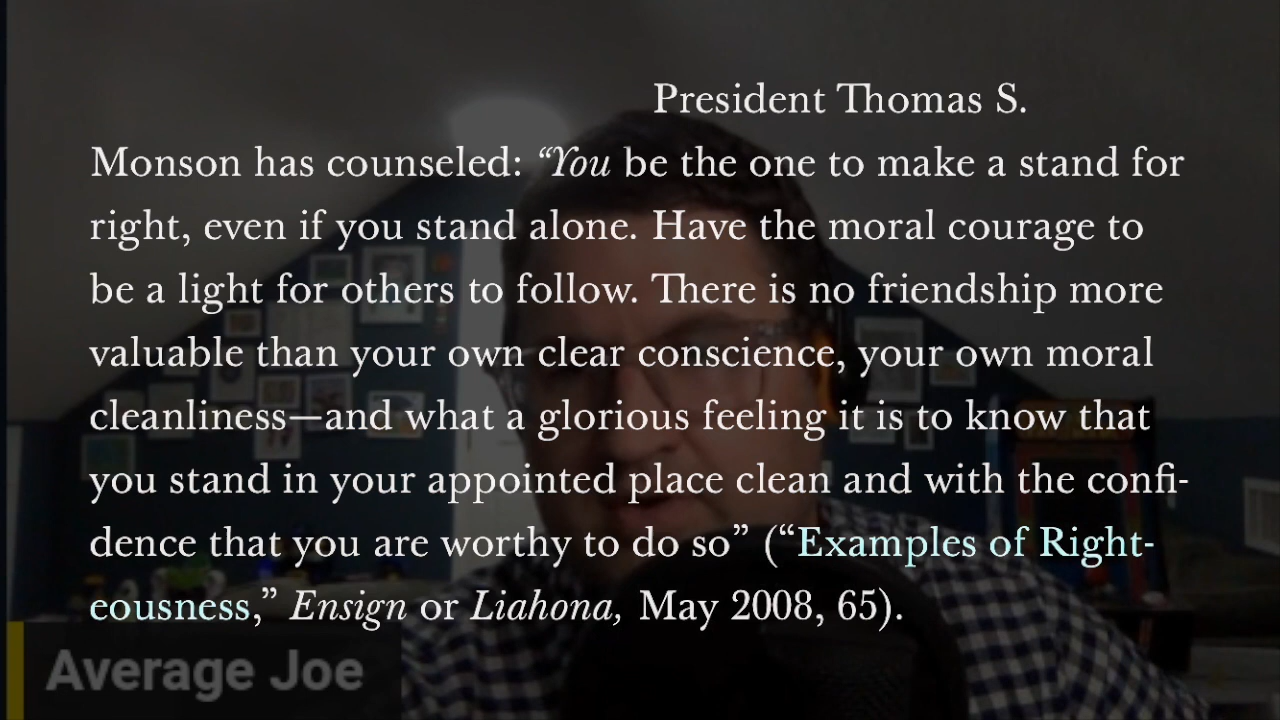 President Thomas S.
Monson has counseled: “You be the one to make a stand for
right, even if you stand alone. Have the moral courage to
be a light for others to follow. There is no friendship more
valuable than your own clear conscience, your own moral
cleanliness—and what a glorious feeling it is to know that
you stand in your appointed place clean and with the confi-
dence that you are worthy to do so” (“Examples of Right-
eousness,” Ensign or Liahona, May 2008, 65).
Average Joe